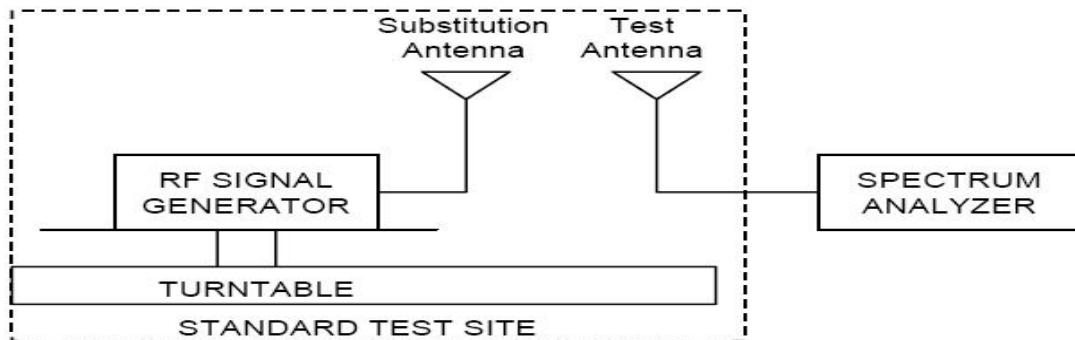 Substitution
Antenna
Test
Antenna
RF SIGNAL
GENERATOR
SPECTRUM
ANALYZER
TURNTABLE
STANDARD TEST SITE